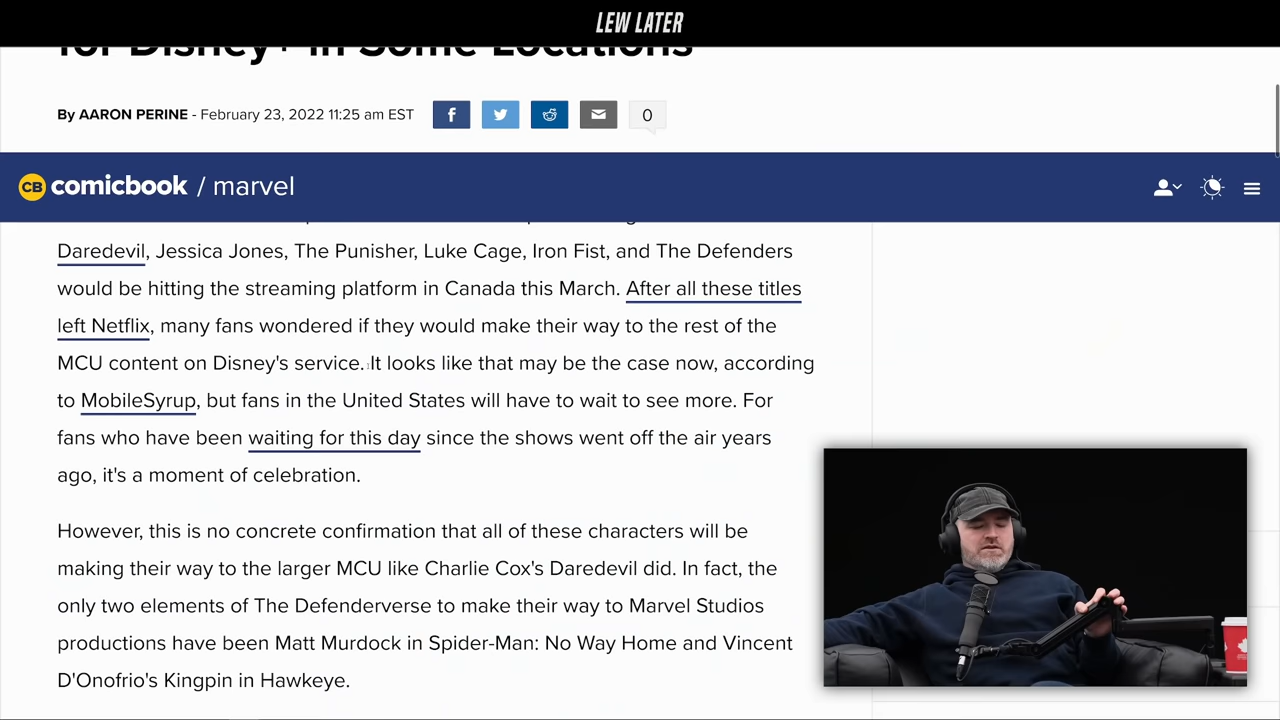 LEW LATER
for Disney+ in Some Locations
By AARON PERINE - February 23, 2022 11:25 am EST
0
CB comicbook / marvel
Daredevil, Jessica Jones, The Punisher, Luke Cage, Iron Fist, and The Defenders
would be hitting the streaming platform in Canada this March. After all these titles
left Netflix, many fans wondered if they would make their way to the rest of the
MCU content on Disney's service. It looks like that may be the case now, according
to MobileSyrup, but fans in the United States will have to wait to see more. For
fans who have been waiting for this day since the shows went off the air years
ago, it's a moment of celebration.
However, this is no concrete confirmation that all of these characters will be
making their way to the larger MCU like Charlie Cox's Daredevil did. In fact, the
only two elements of The Defenderverse to make their way to Marvel Studios
productions have been Matt Murdock in Spider-Man: No Way Home and Vincent
D'Onofrio's Kingpin in Hawkeye.